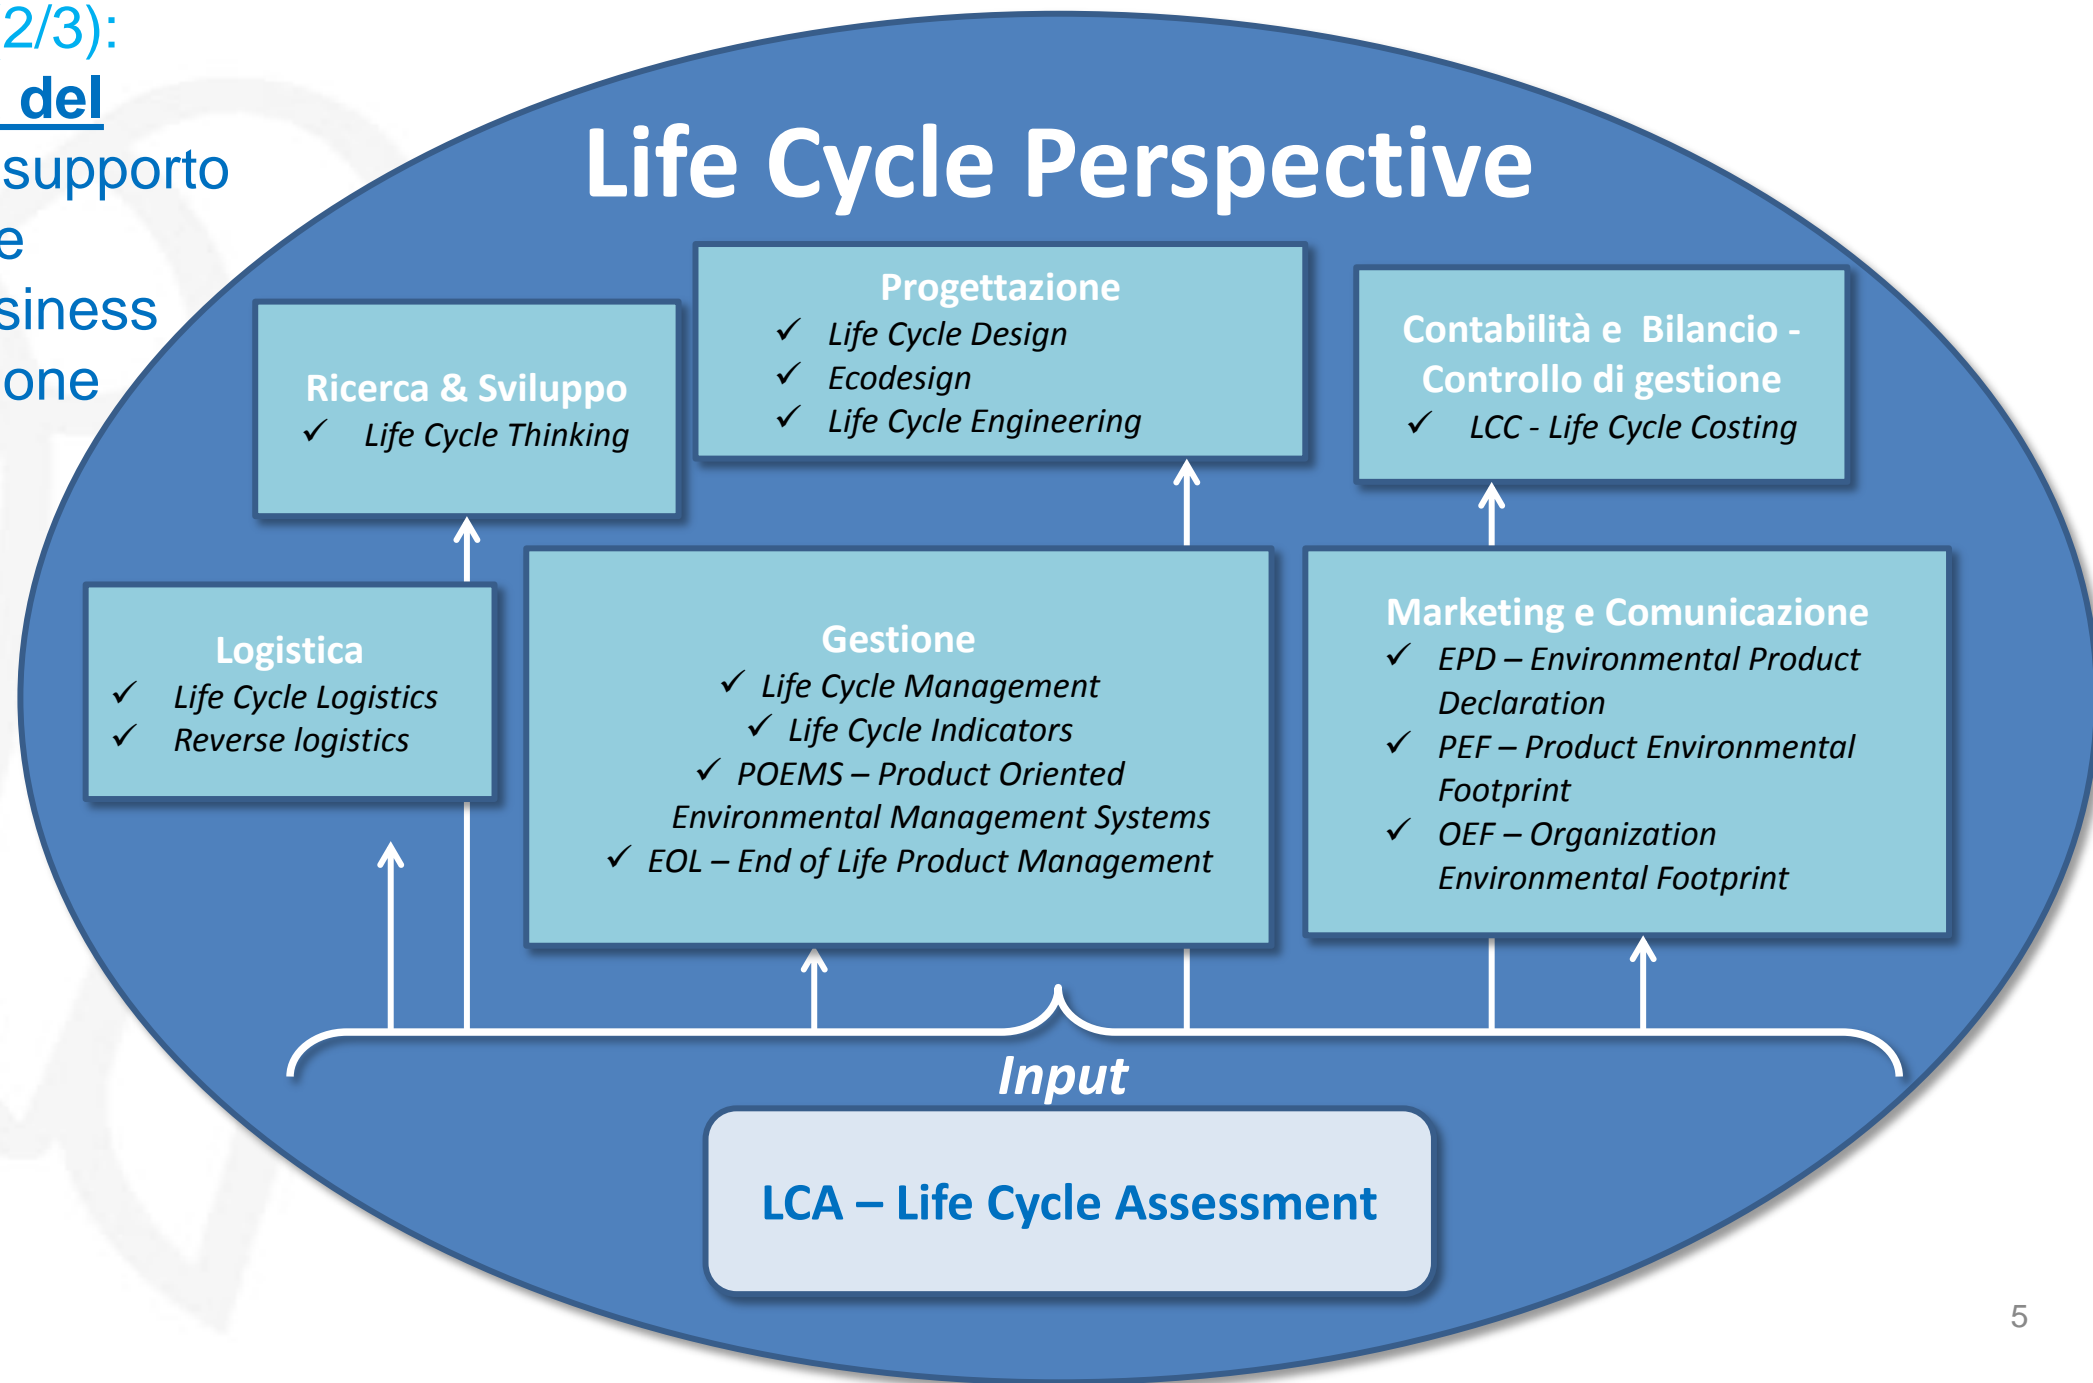 2/3):
del
supporto
e
siness
one
Life Cycle Perspective
Progettazione
✓ Life Cycle Design
✓ Ecodesign
✓ Life Cycle Engineering
Contabilità e Bilancio -
Controllo di gestione
✓ LCC - Life Cycle Costing
Ricerca & Sviluppo
✓ Life Cycle Thinking
Logistica
✓ Life Cycle Logistics
✓ Reverse logistics
Gestione
✓ Life Cycle Management
✓ Life Cycle Indicators
✓ POEMS – Product Oriented
Environmental Management Systems
✓ EOL – End of Life Product Management
Marketing e Comunicazione
✓ EPD – Environmental Product
Declaration
✓ PEF – Product Environmental
Footprint
✓ OEF – Organization
Environmental Footprint
Input
LCA – Life Cycle Assessment
5